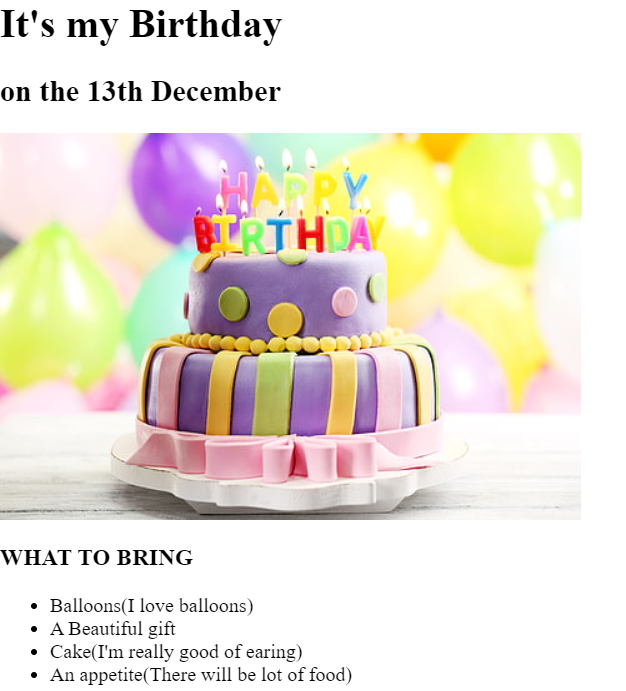 It's my Birthday
on the 13th December
HAPPY
BIRTHDAY
WHAT TO BRING
Balloons(I love balloons)
A Beautiful gift
Cake(I'm really good of earing)
An appetite(There will be lot of food)